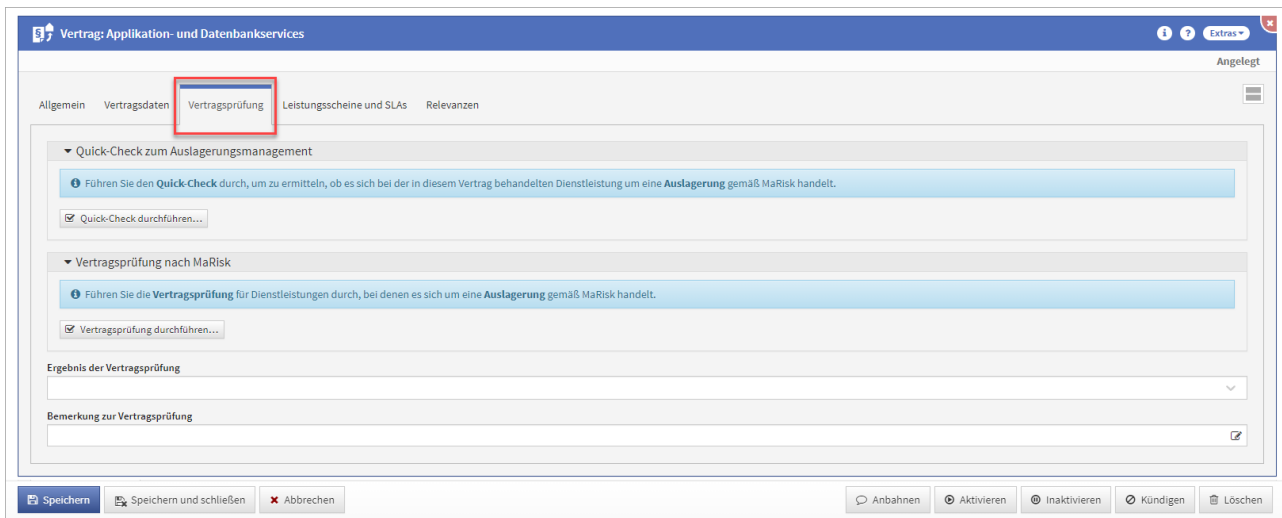 Vertrag: Applikation- und Datenbankservices
Extras
Angelegt
Allgemein Vertragsdaten Vertragsprüfung Leistungsscheine und SLAs Relevanzen
Quick-Check zum Auslagerungsmanagement
Führen Sie den Quick-Check durch, um zu ermitteln, ob es sich bei der in diesem Vertrag behandelten Dienstleistung um eine Auslagerung gemäß MaRisk handelt.
Quick-Check durchführen...
Vertragsprüfung nach MaRisk
Führen Sie die Vertragsprüfung für Dienstleistungen durch, bei denen es sich um eine Auslagerung gemäß MaRisk handelt.
Vertragsprüfung durchführen...
Ergebnis der Vertragsprüfung
Bemerkung zur Vertragsprüfung
Speichern Speichern und schließen Abbrechen Anbahnen Aktivieren Inaktivieren Kündigen Löschen